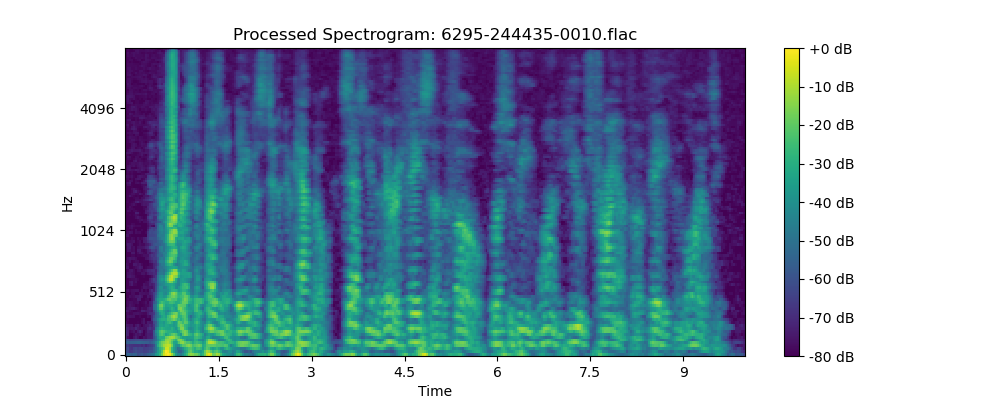 Processed Spectrogram: 6295-244435-0010.flac
Hz
4096
2048
1024
512
0
0 1.5 3 4.5 6 7.5 9
Time
+0 dB
-10 dB
-20 dB
-30 dB
-40 dB
-50 dB
-60 dB
-70 dB
-80 dB